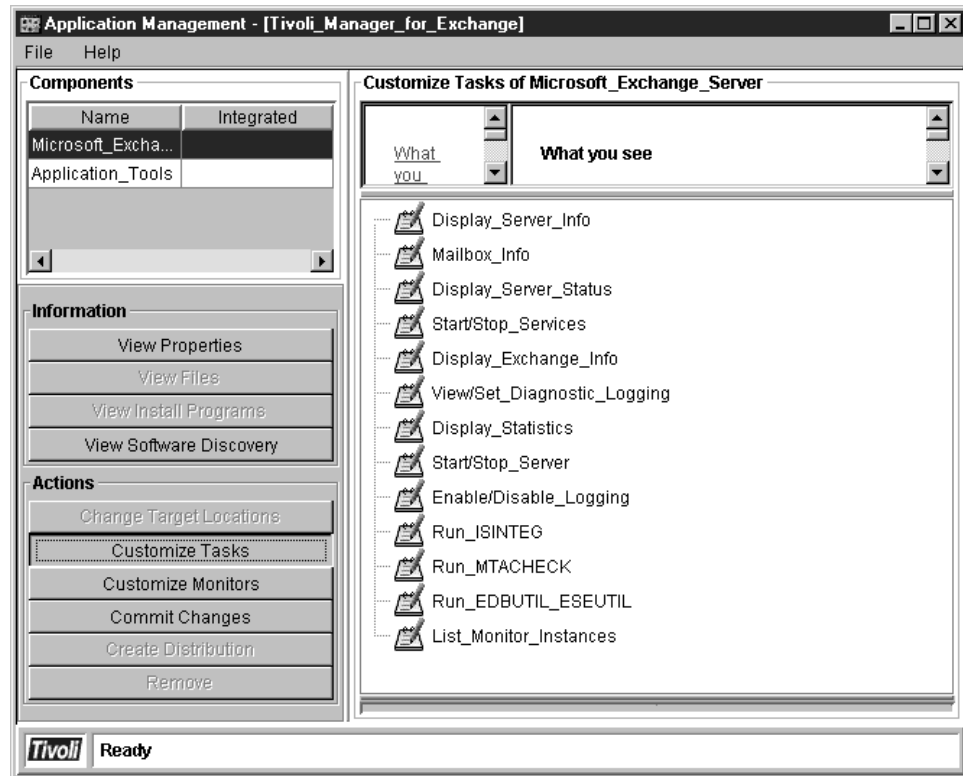 Application Management - [Tivoli_Manager_for_Exchange]
File Help
Components
Name Integrated
Microsoft_Excha...
Application_Tools
Information
View Properties
View Files
View Install Programs
View Software Discovery
Actions
Change Target Locations
Customize Tasks
Customize Monitors
Commit Changes
Create Distribution
Remove
Customize Tasks of Microsoft_Exchange_Server
What
you
What you see
Display_Server_Info
Mailbox_Info
Display_Server_Status
Start/Stop_Services
Display_Exchange_Info
View/Set_Diagnostic_Logging
Display_Statistics
Start/Stop_Server
Enable/Disable_Logging
Run_ISINTEG
Run_MTACHECK
Run_EDBUTIL_ESEUTIL
List_Monitor_Instances
Tivoli Ready